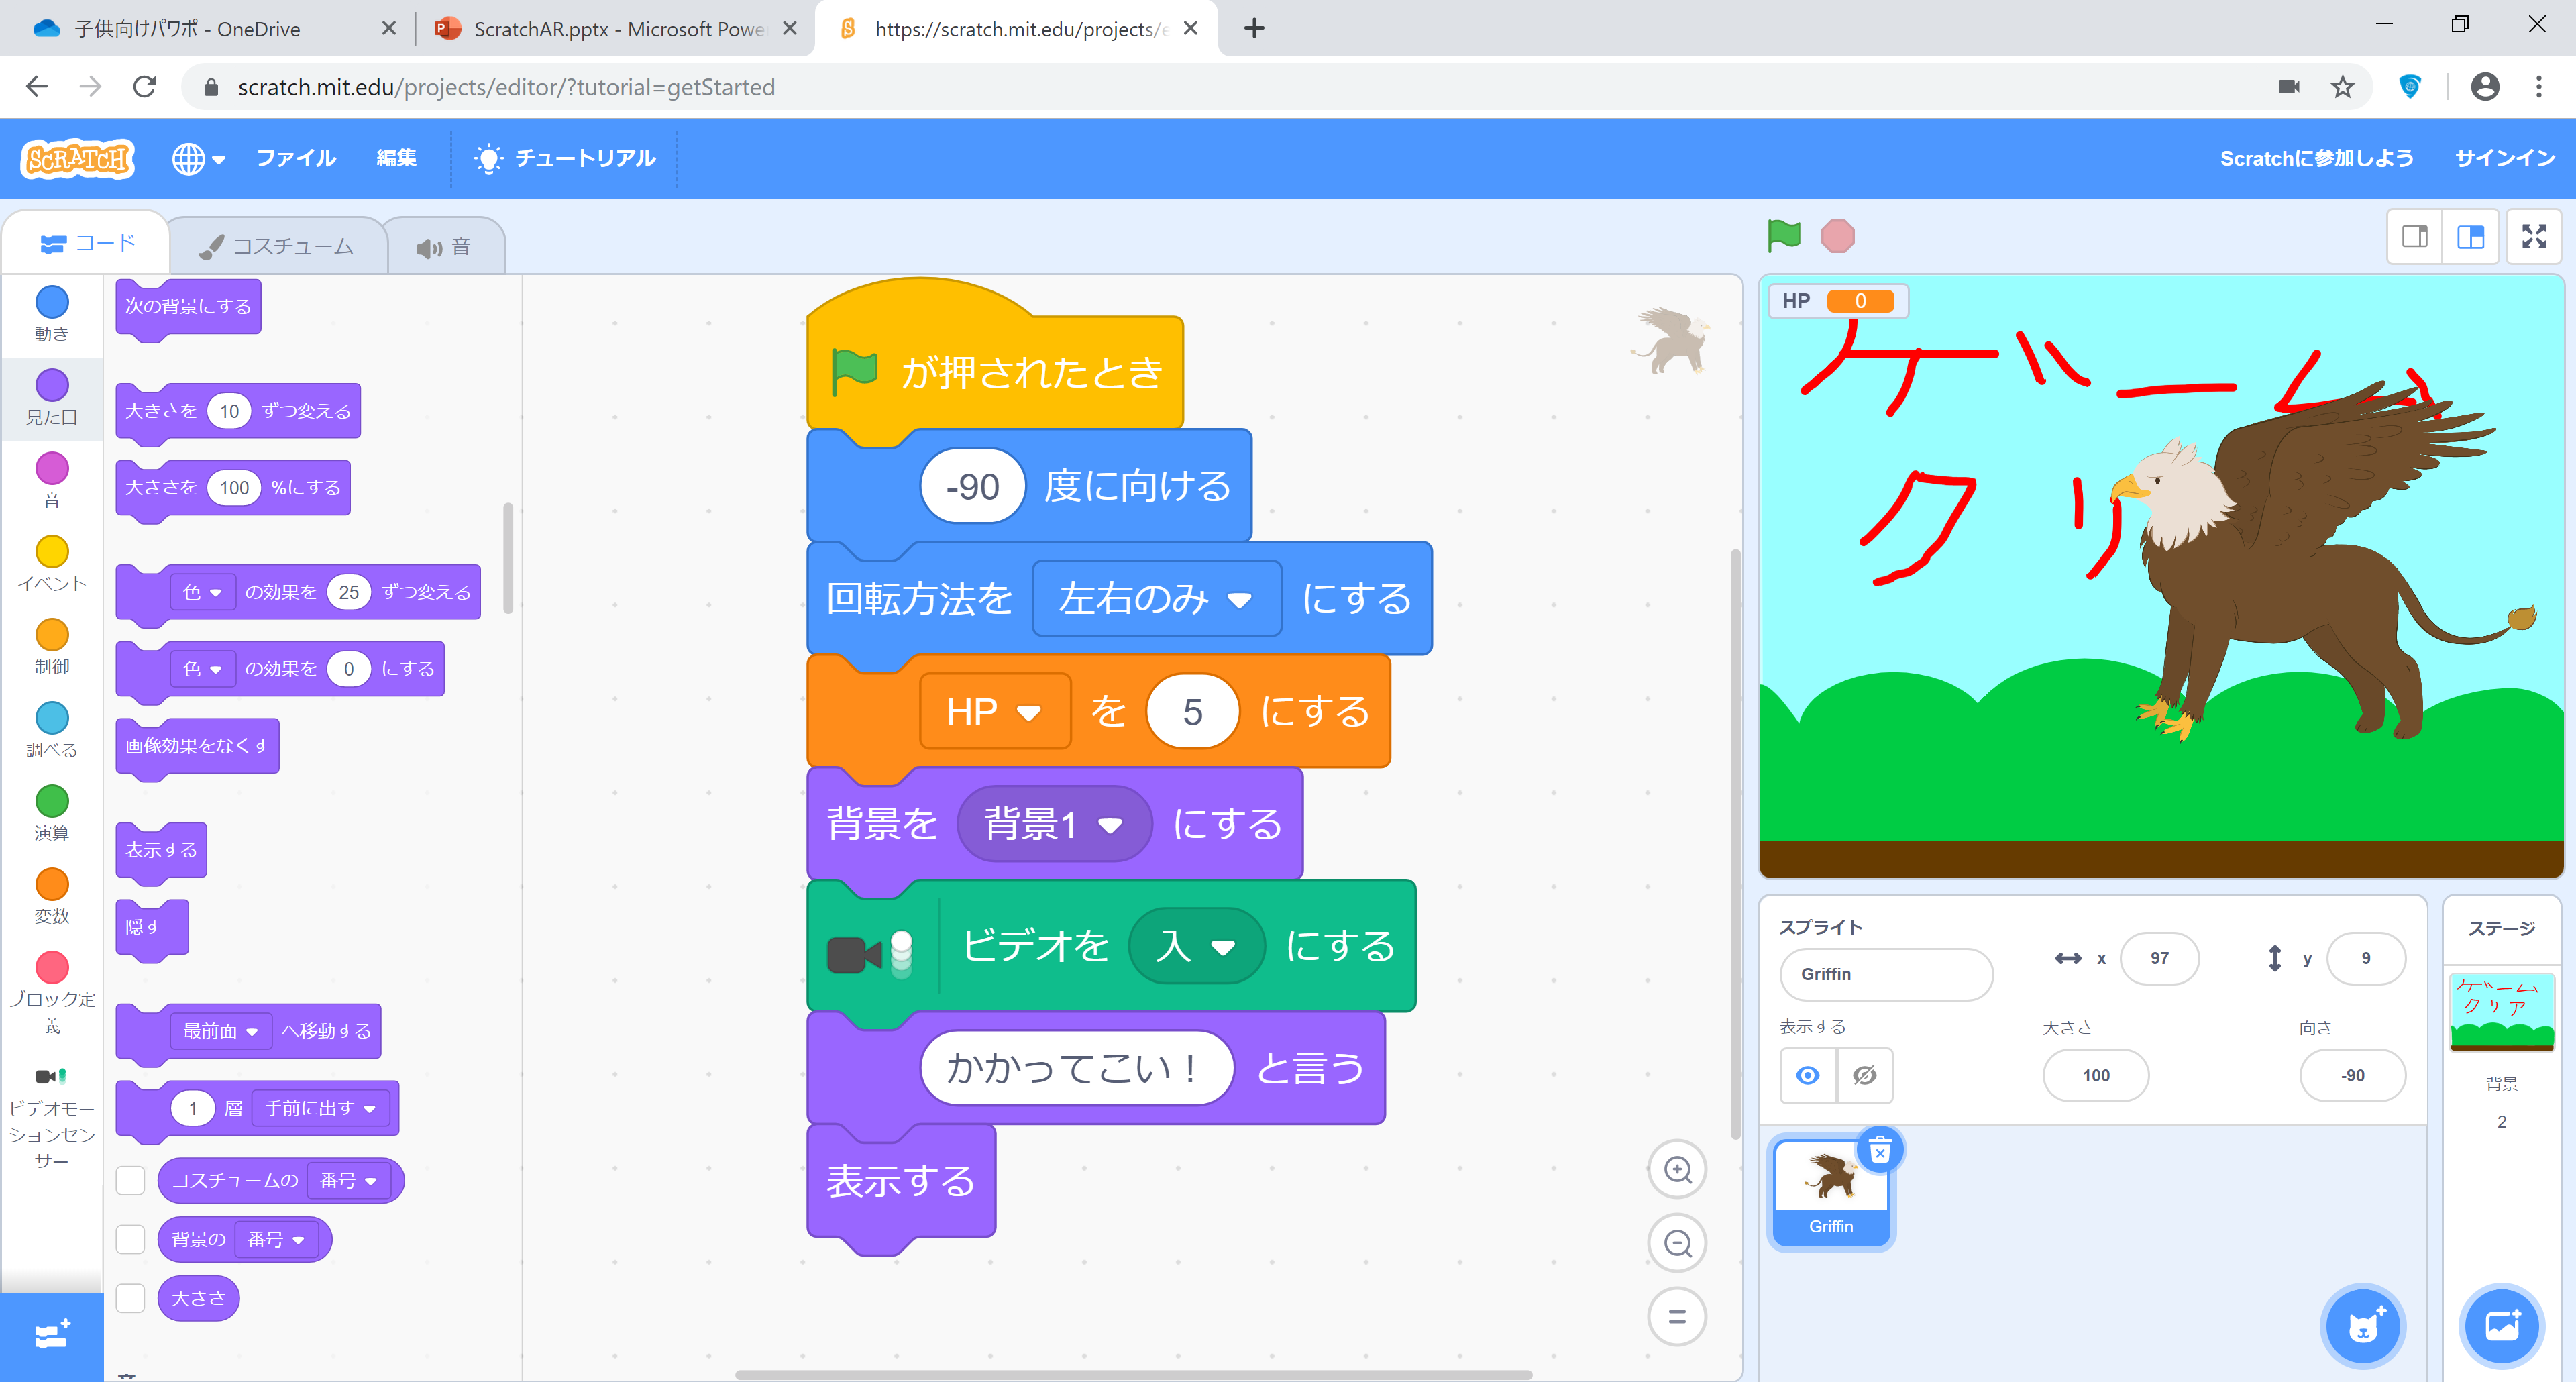 子供向けパワポ - OneDrive
ScratchAR.pptx - Microsoft Powe
https://scratch.mit.edu/projects/e
scratch.mit.edu/projects/editor/?tutorial=getStarted
SCRATCH
ファイル
編集
チュートリアル
Scratchに参加しよう
サインイン
コード
コスチューム
音
動き
見た目
音
イベント
制御
調べる
演算
変数
ブロック定
義
ビデオモー
ションセン
サー
次の背景にする
大きさを 10 ずつ変える
大きさを 100 %にする
色 の効果を 25 ずつ変える
色 の効果を 0 にする
画像効果をなくす
表示する
隠す
最前面 へ移動する
1 層 手前に出す
コスチュームの 番号
背景の 番号
大きさ
が押されたとき
-90 度に向ける
回転方法を 左右のみ にする
HP を 5 にする
背景を 背景1 にする
ビデオを 入 にする
かかってこい！ と言う
表示する
HP 0
ゲーム
クリ
スプライト
Griffin
x 97
y 9
表示する
大きさ
100
向き
-90
Griffin
ステージ
ゲーム
クリア
背景
2